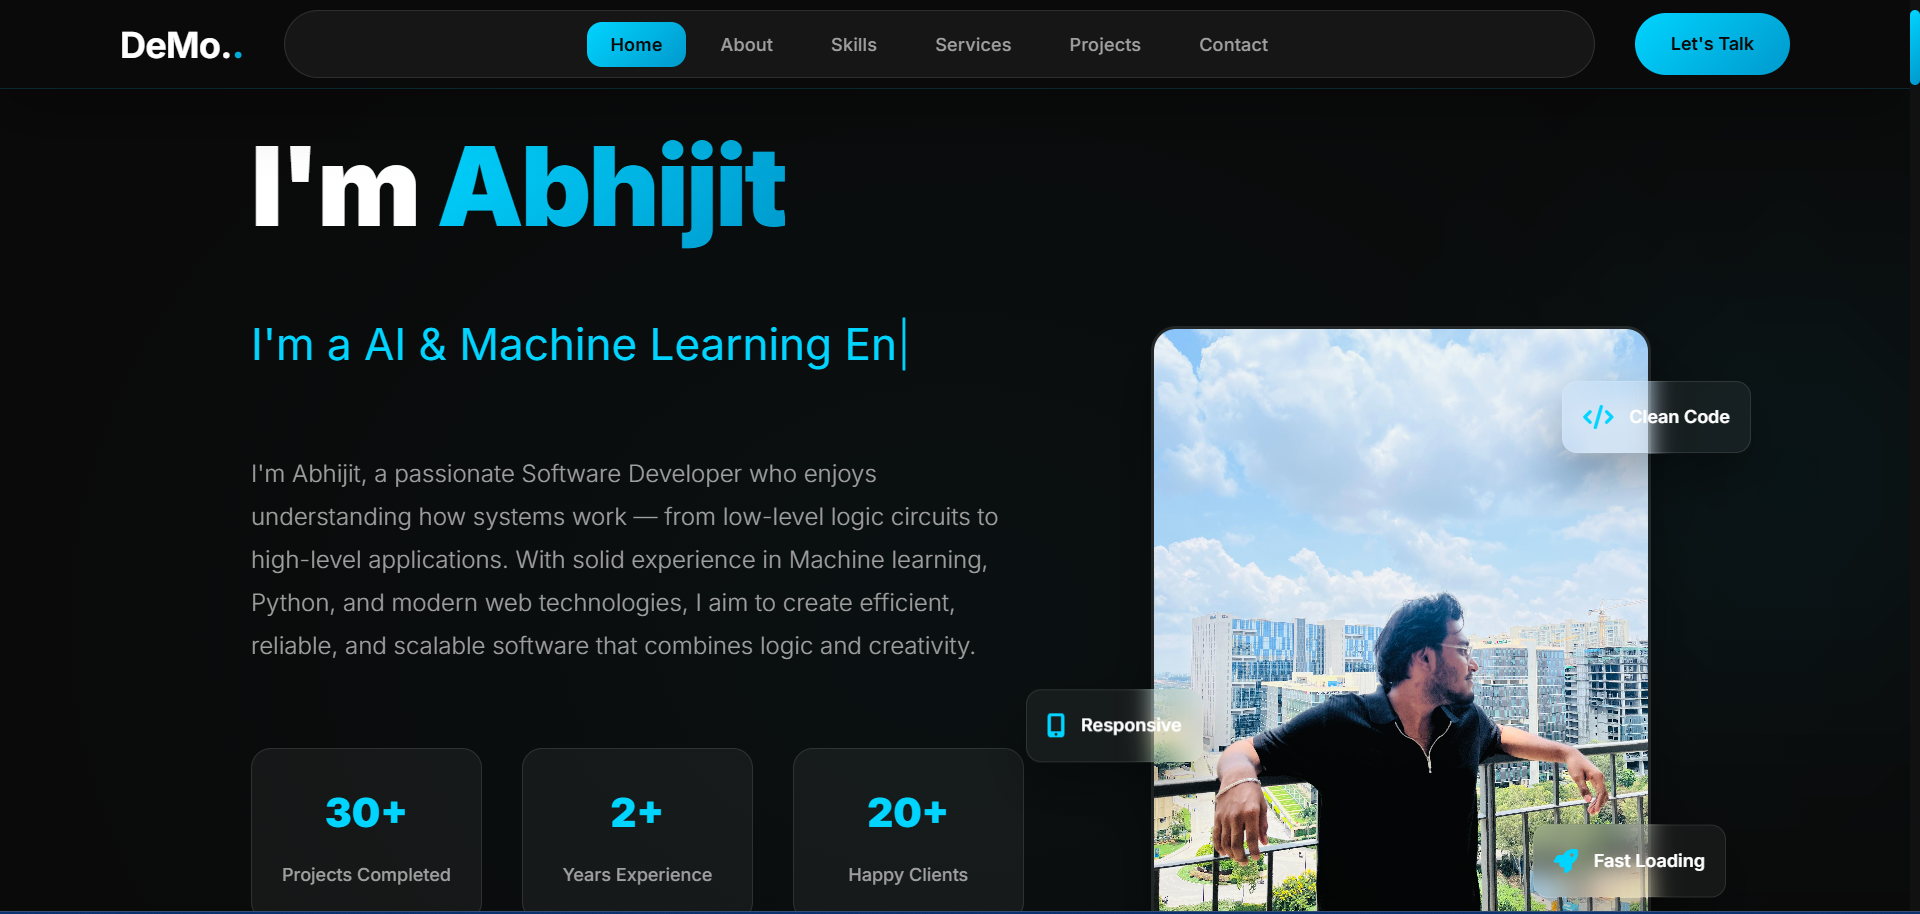 DeMo..
Home
About
Skills
Services
Projects
Contact
Let's Talk
I'm Abhijit
I'm a AI & Machine Learning En
I'm Abhijit, a passionate Software Developer who enjoys
understanding how systems work — from low-level logic circuits to
high-level applications. With solid experience in Machine learning,
Python, and modern web technologies, I aim to create efficient,
reliable, and scalable software that combines logic and creativity.
30+
Projects Completed
2+
Years Experience
20+
Happy Clients
</> Clean Code
Responsive
Fast Loading